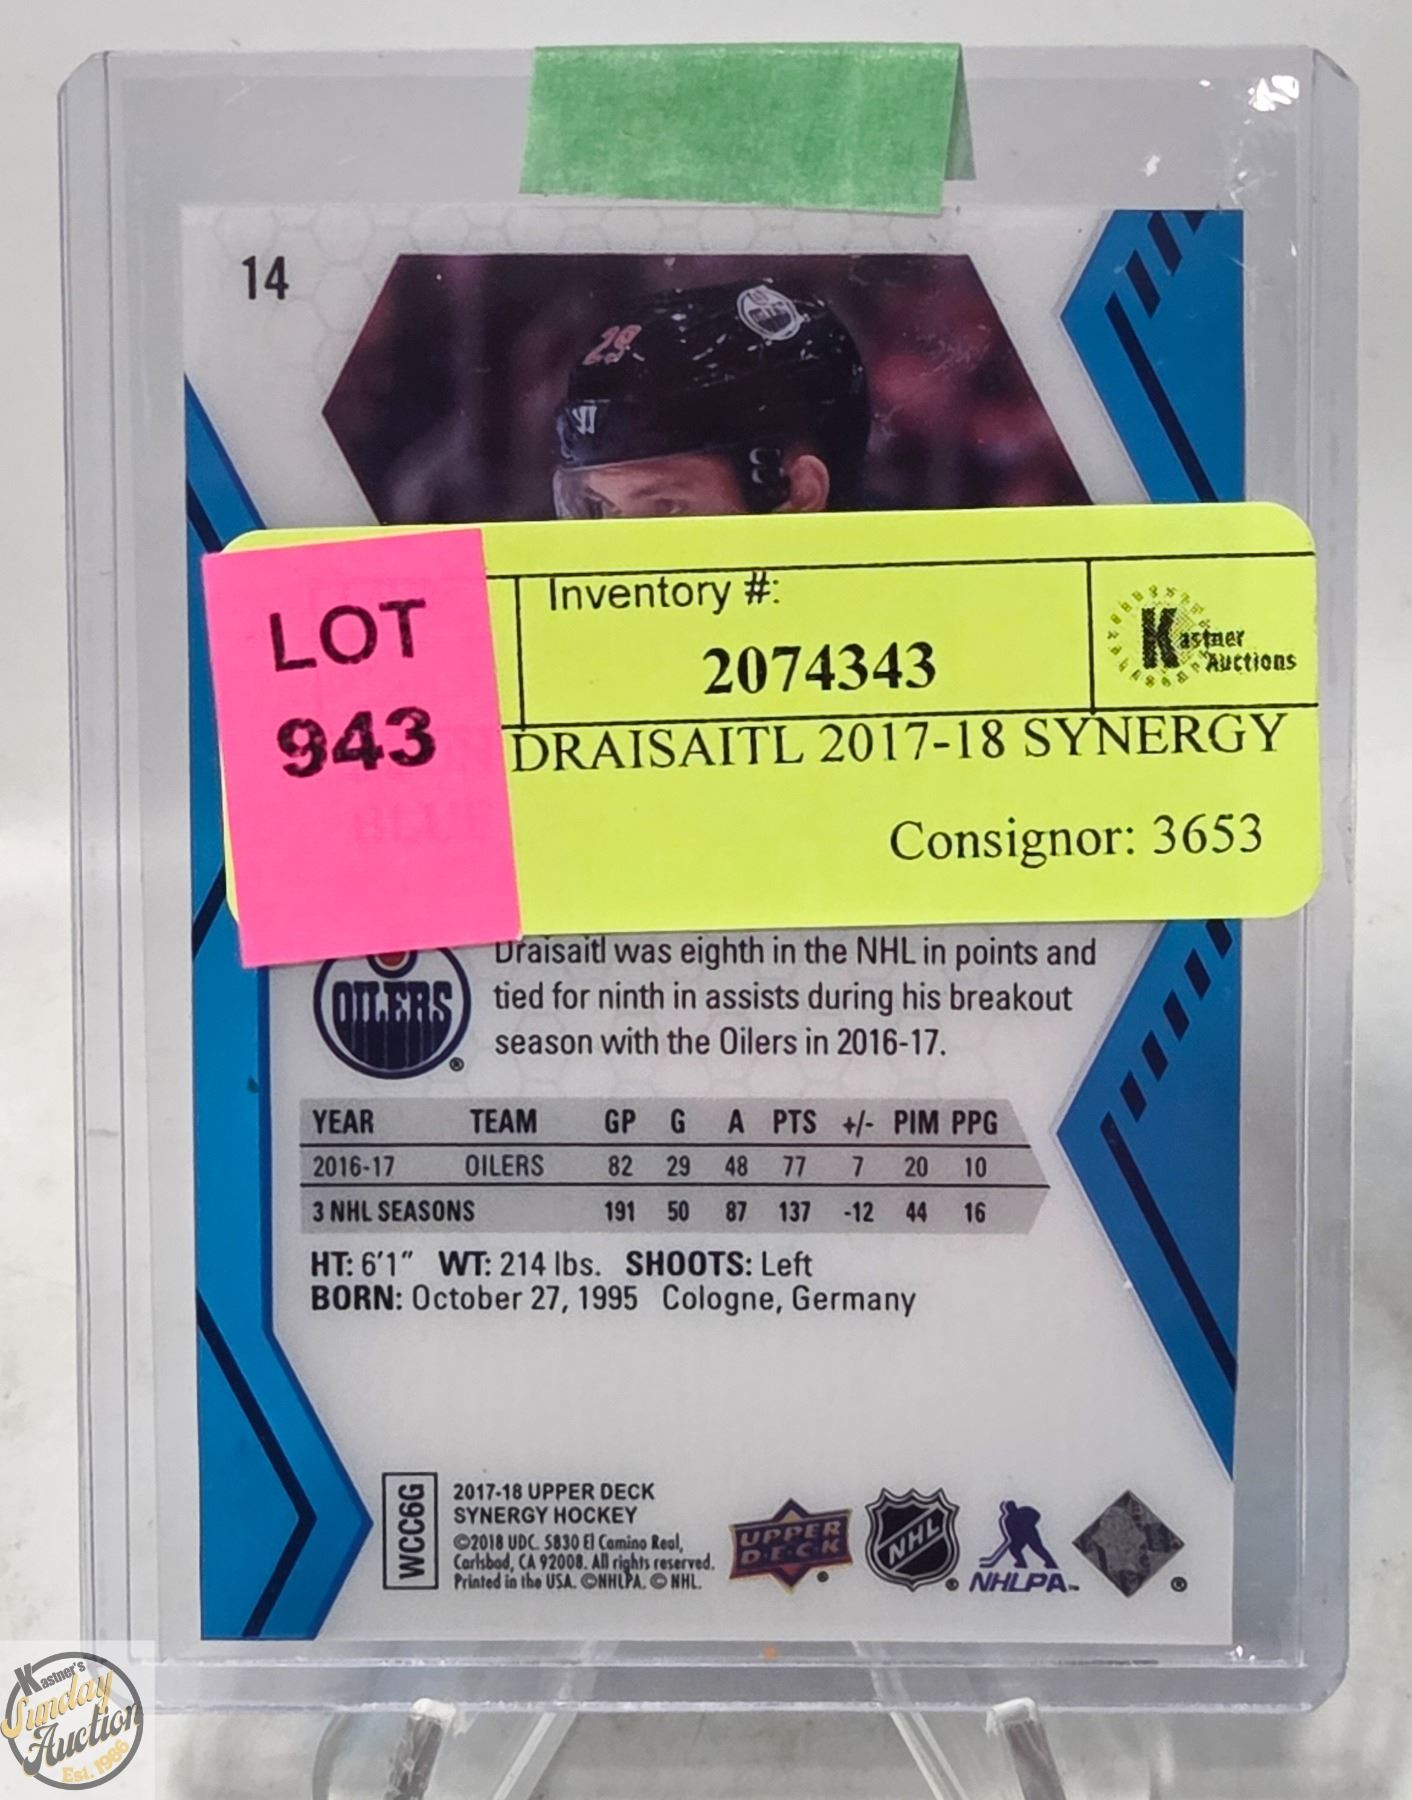 14
29
LOT
943
Inventory #:
2074343
Kastner
Auctions
DRAISAITL 2017-18 SYNERGY
BLUE
Consignor: 3653
Draisaitl was eighth in the NHL in points and
tied for ninth in assists during his breakout
season with the Oilers in 2016-17.
OILERS
®
YEAR TEAM GP G A PTS +/- PIM PPG
2016-17 OILERS 82 29 48 77 7 20 10
3 NHL SEASONS 191 50 87 137 -12 44 16
HT: 6'1" WT: 214 lbs. SHOOTS: Left
BORN: October 27, 1995 Cologne, Germany
WCC6G
2017-18 UPPER DECK
SYNERGY HOCKEY
©2018 UDC. 5830 El Camino Real,
Carlsbad, CA 92008. All rights reserved.
Printed in the USA. ©NHLPA. © NHL.
UPPER
D·E·C·K
®
NHL
®
NHLPA™
®
Kastner's
Sunday
Auction
Est. 1986